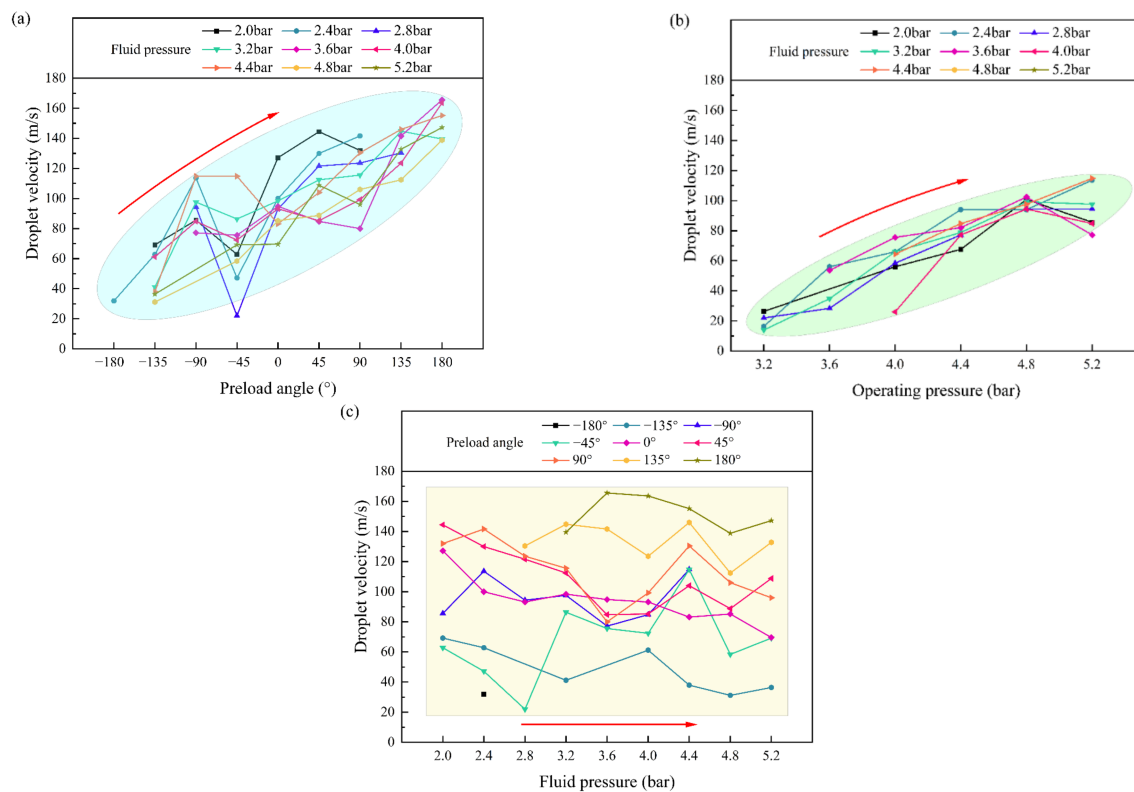 (a)
2.0bar 2.4bar 2.8bar
Fluid pressure 3.2bar 3.6bar 4.0bar
4.4bar 4.8bar 5.2bar
180
160
140
120
100
80
60
40
20
0
Droplet velocity (m/s)
−180 −135 −90 −45 0 45 90 135 180
Preload angle (°)
(b)
2.0bar 2.4bar 2.8bar
Fluid pressure 3.2bar 3.6bar 4.0bar
4.4bar 4.8bar 5.2bar
180
160
140
120
100
80
60
40
20
0
Droplet velocity (m/s)
3.2 3.6 4.0 4.4 4.8 5.2
Operating pressure (bar)
(c)
−180° −135° −90°
Preload angle −45° 0° 45°
90° 135° 180°
180
160
140
120
100
80
60
40
20
0
Droplet velocity (m/s)
2.0 2.4 2.8 3.2 3.6 4.0 4.4 4.8 5.2
Fluid pressure (bar)